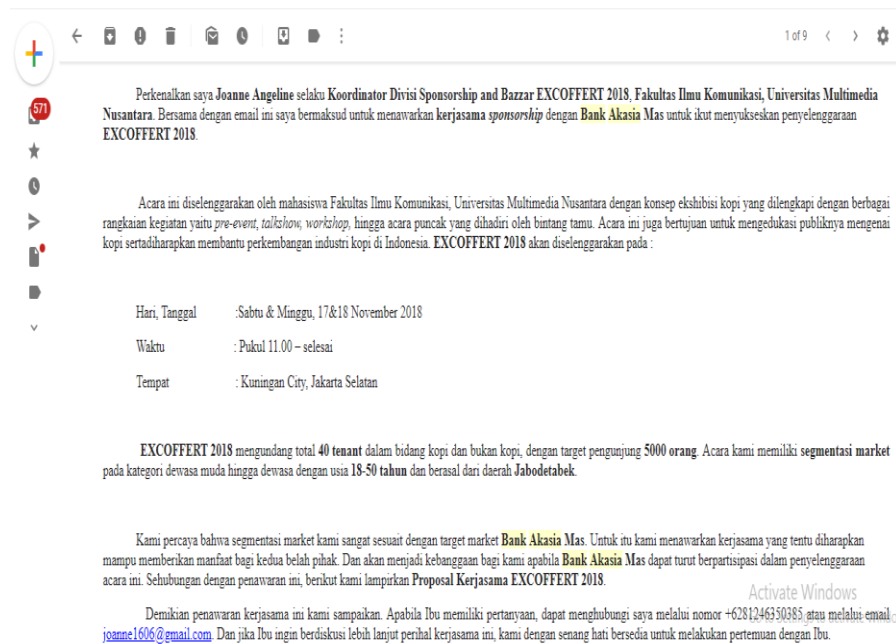 1 of 9
571
Perkenalkan saya Joanne Angeline selaku Koordinator Divisi Sponsorship and Bazzar EXCOFFERT 2018, Fakultas Ilmu Komunikasi, Universitas Multimedia
Nusantara. Bersama dengan email ini saya bermaksud untuk menawarkan kerjasama sponsorship dengan Bank Akasia Mas untuk ikut menyukseskan penyelenggaraan
EXCOFFERT 2018.
Acara ini diselenggarakan oleh mahasiswa Fakultas Ilmu Komunikasi, Universitas Multimedia Nusantara dengan konsep ekshibisi kopi yang dilengkapi dengan berbagai
rangkaian kegiatan yaitu pre-event, talkshow, workshop, hingga acara puncak yang dihadiri oleh bintang tamu. Acara ini juga bertujuan untuk mengedukasi publiknya mengenai
kopi sertadiharapkan membantu perkembangan industri kopi di Indonesia. EXCOFFERT 2018 akan diselenggarakan pada :
Hari, Tanggal :Sabtu & Minggu, 17&18 November 2018
Waktu : Pukul 11.00 – selesai
Tempat : Kuningan City, Jakarta Selatan
EXCOFFERT 2018 mengundang total 40 tenant dalam bidang kopi dan bukan kopi, dengan target pengunjung 5000 orang. Acara kami memiliki segmentasi market
pada kategori dewasa muda hingga dewasa dengan usia 18-50 tahun dan berasal dari daerah Jabodetabek.
Kami percaya bahwa segmentasi market kami sangat sesuait dengan target market Bank Akasia Mas. Untuk itu kami menawarkan kerjasama yang tentu diharapkan
mampu memberikan manfaat bagi kedua belah pihak. Dan akan menjadi kebanggaan bagi kami apabila Bank Akasia Mas dapat turut berpartisipasi dalam penyelenggaraan
acara ini. Sehubungan dengan penawaran ini, berikut kami lampirkan Proposal Kerjasama EXCOFFERT 2018.
Activate Windows
Demikian penawaran kerjasama ini kami sampaikan. Apabila Ibu memiliki pertanyaan, dapat menghubungi saya melalui nomor +6281246350385 atau melalui email
joanne1606@gmail.com. Dan jika Ibu ingin berdiskusi lebih lanjut perihal kerjasama ini, kami dengan senang hati bersedia untuk melakukan pertemuan dengan Ibu.